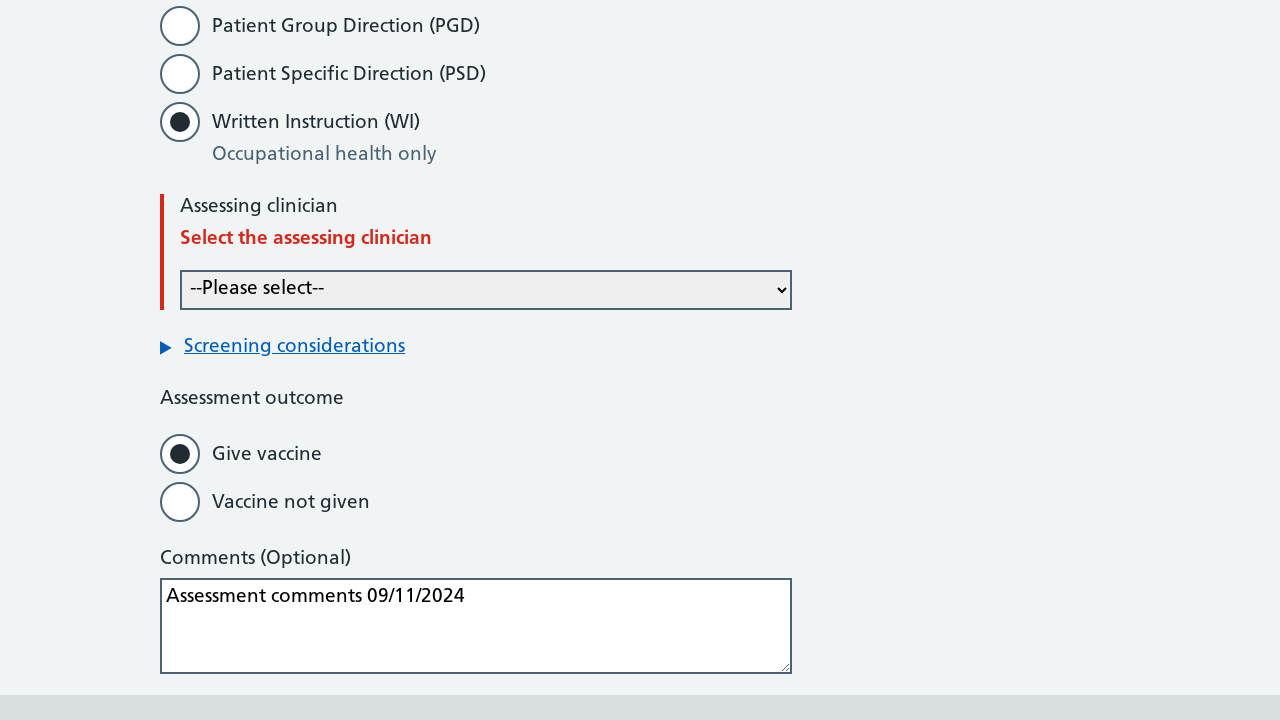 Patient Group Direction (PGD)
Patient Specific Direction (PSD)
Written Instruction (WI)
Occupational health only
Assessing clinician
Select the assessing clinician
--Please select--
Screening considerations
Assessment outcome
Give vaccine
Vaccine not given
Comments (Optional)
Assessment comments 09/11/2024